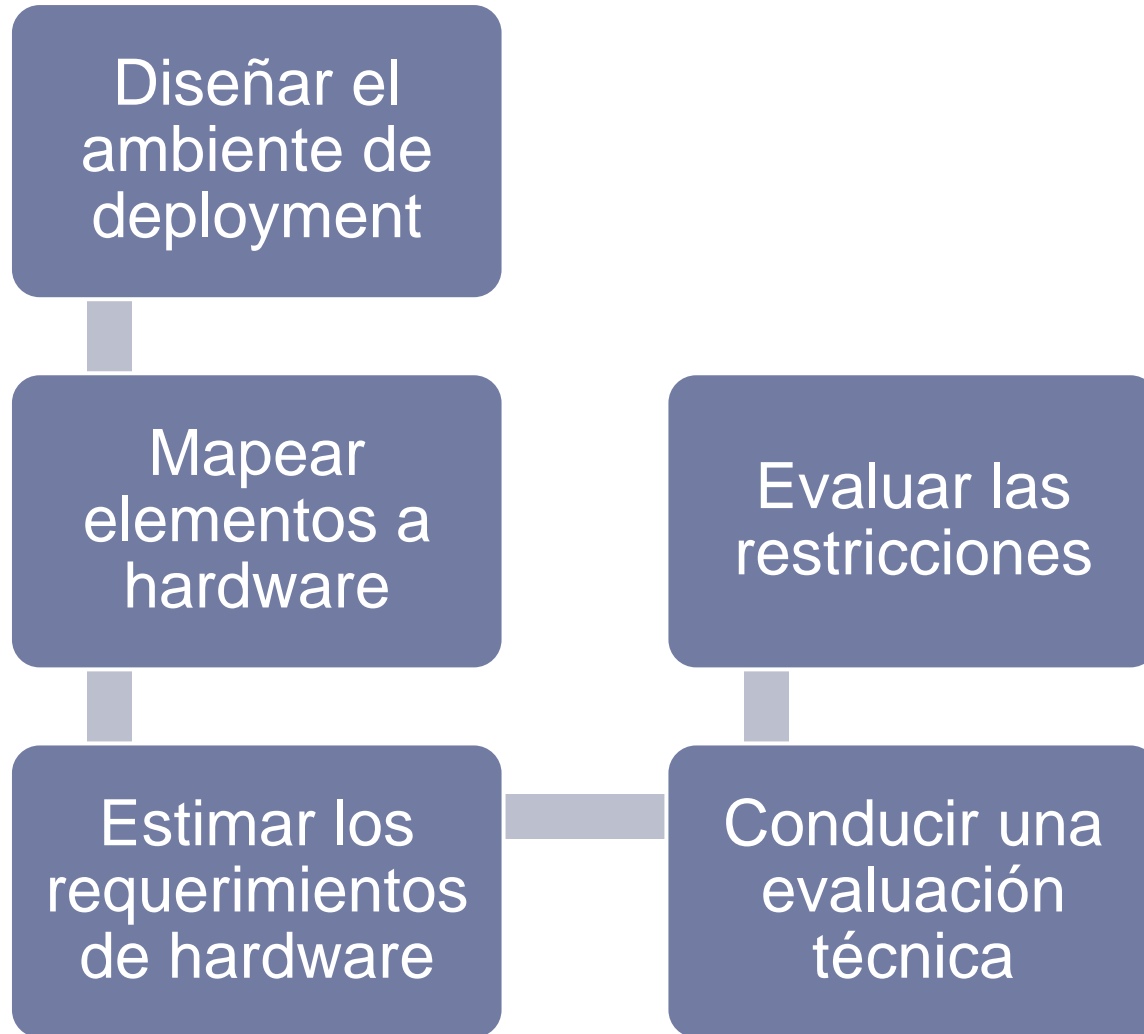 Diseñar el
ambiente de
deployment
Mapear
elementos a
hardware
Estimar los
requerimientos
de hardware
Conducir una
evaluación
técnica
Evaluar las
restricciones